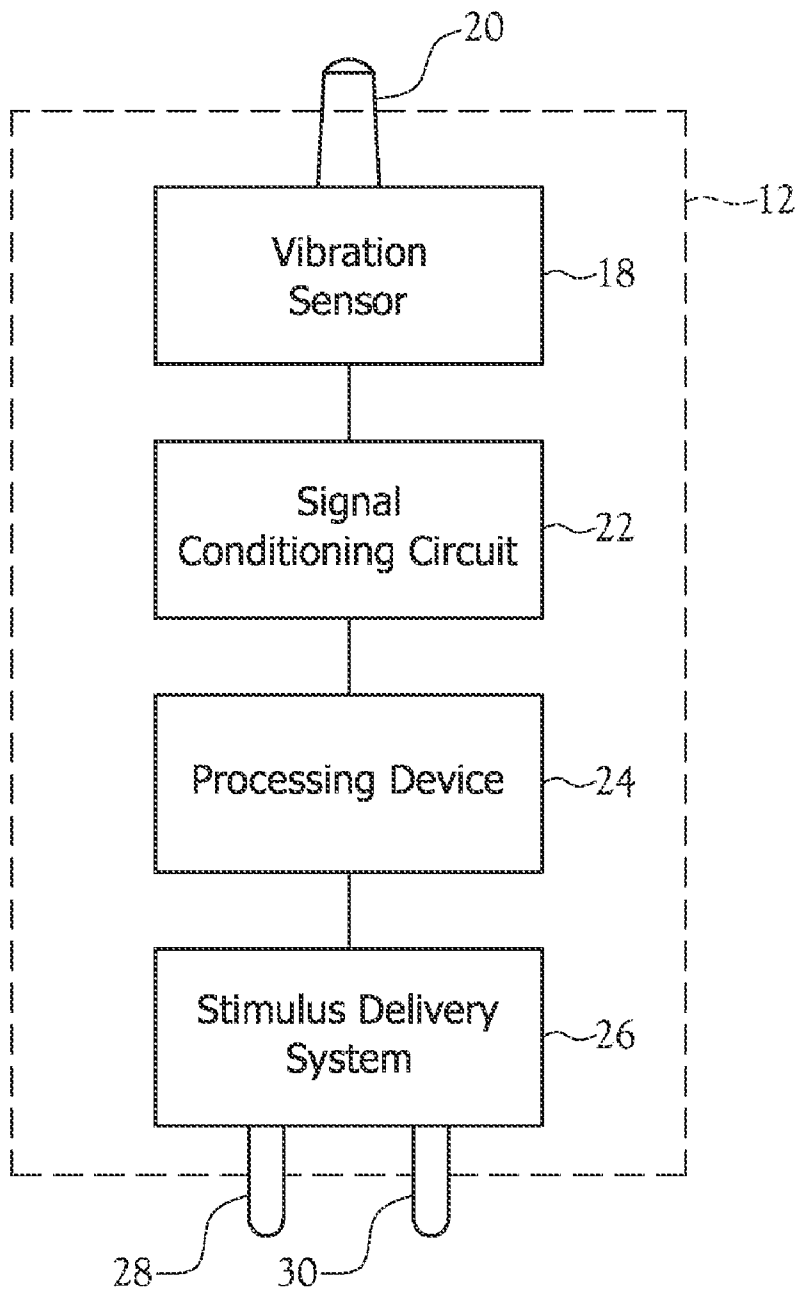 20
12
Vibration
Sensor
18
Signal
Conditioning Circuit
22
Processing Device
24
Stimulus Delivery
System
26
28
30